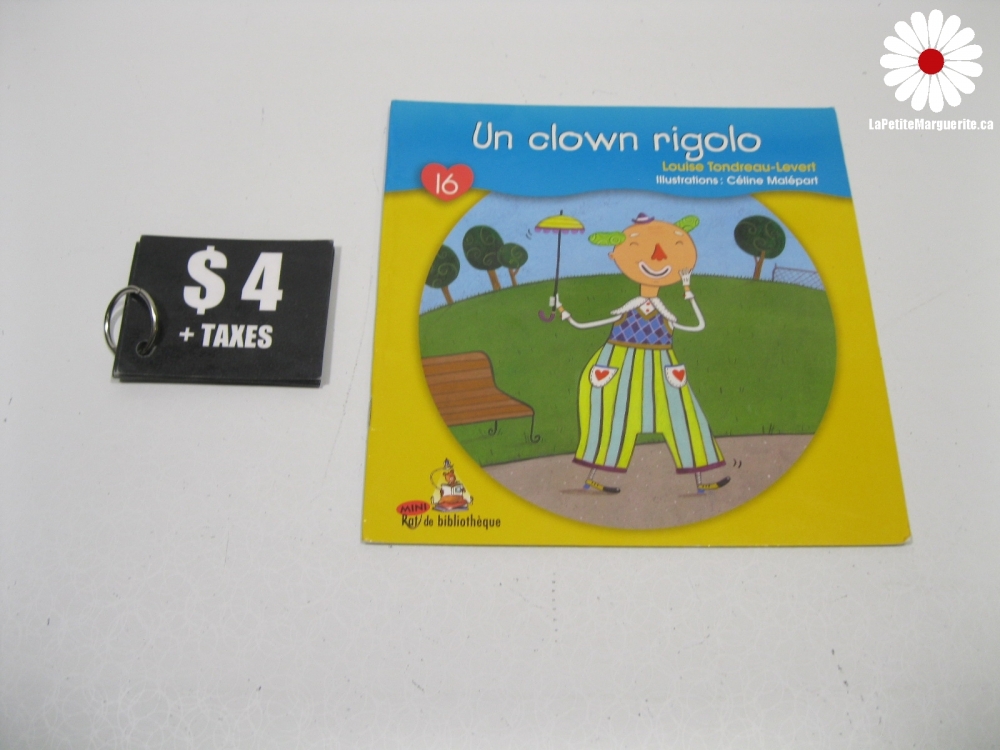 LaPetiteMarguerite.ca
Un clown rigolo
Louise Tondreau-Levert
Illustrations : Céline Malépart
16
$ 4
+ TAXES
MINI
Rat de bibliothèque